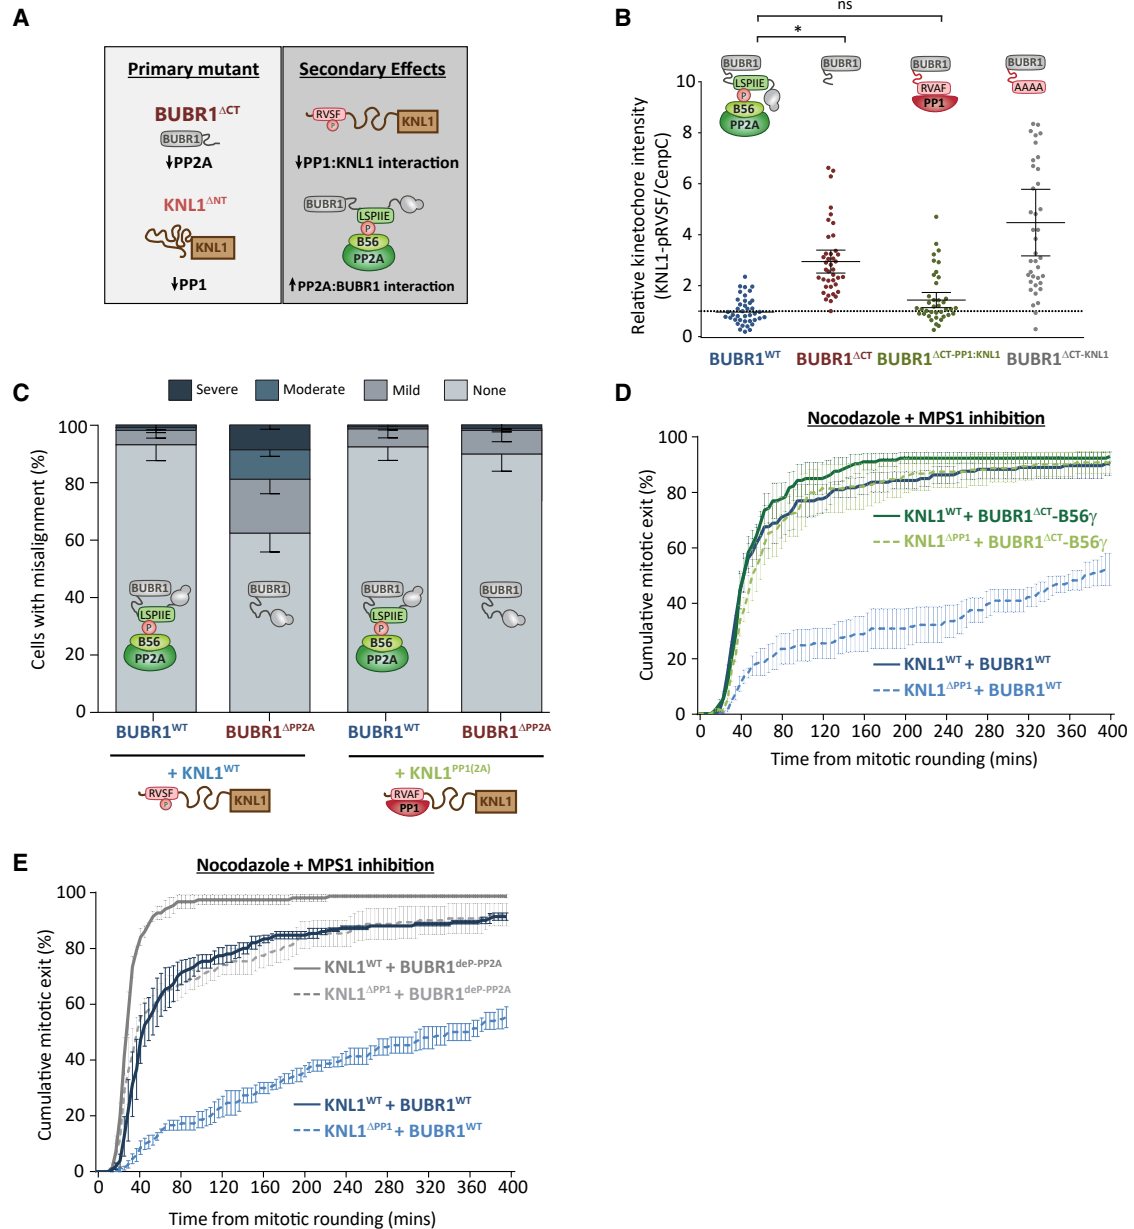 A
Primary mutant
BUBR1ΔCT
BUBR1
↓PP2A
KNL1ΔNT
KNL1
↓PP1
Secondary Effects
RVSF
P
KNL1
↓PP1:KNL1 interaction
BUBR1
LSPIIE
P
B56
PP2A
↑PP2A:BUBR1 interaction
B
ns
*
BUBR1
LSPIIE
P
B56
PP2A
BUBR1
BUBR1
RVAF
PP1
BUBR1
AAAA
Relative kinetochore intensity
(KNL1-pRVSF/CenpC)
10
8
6
4
2
0
BUBR1WT
BUBR1ΔCT
BUBR1ΔCT-PP1:KNL1
BUBR1ΔCT-KNL1
C
Severe
Moderate
Mild
None
Cells with misalignment (%)
100
80
60
40
20
0
BUBR1
LSPIIE
P
B56
PP2A
BUBR1
BUBR1
LSPIIE
P
B56
PP2A
BUBR1
BUBR1WT
BUBR1ΔPP2A
BUBR1WT
BUBR1ΔPP2A
+ KNL1WT
RVSF
P
KNL1
+ KNL1PP1(2A)
RVAF
PP1
KNL1
D
Nocodazole + MPS1 inhibition
Cumulative mitotic exit (%)
100
80
60
40
20
0
KNL1WT + BUBR1ΔCT-B56γ
KNL1ΔPP1 + BUBR1ΔCT-B56γ
KNL1WT + BUBR1WT
KNL1ΔPP1 + BUBR1WT
0 40 80 120 160 200 240 280 320 360 400
Time from mitotic rounding (mins)
E
Nocodazole + MPS1 inhibition
Cumulative mitotic exit (%)
100
80
60
40
20
0
KNL1WT + BUBR1deP-PP2A
KNL1ΔPP1 + BUBR1deP-PP2A
KNL1WT + BUBR1WT
KNL1ΔPP1 + BUBR1WT
0 40 80 120 160 200 240 280 320 360 400
Time from mitotic rounding (mins)